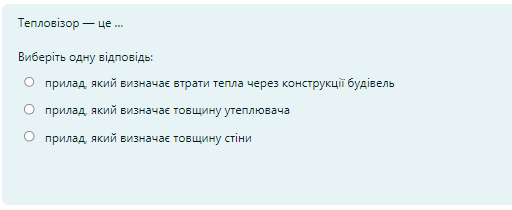 Тепловізор — це ...
Виберіть одну відповідь:
прилад, який визначає втрати тепла через конструкції будівель
прилад, який визначає товщину утеплювача
прилад, який визначає товщину стіни